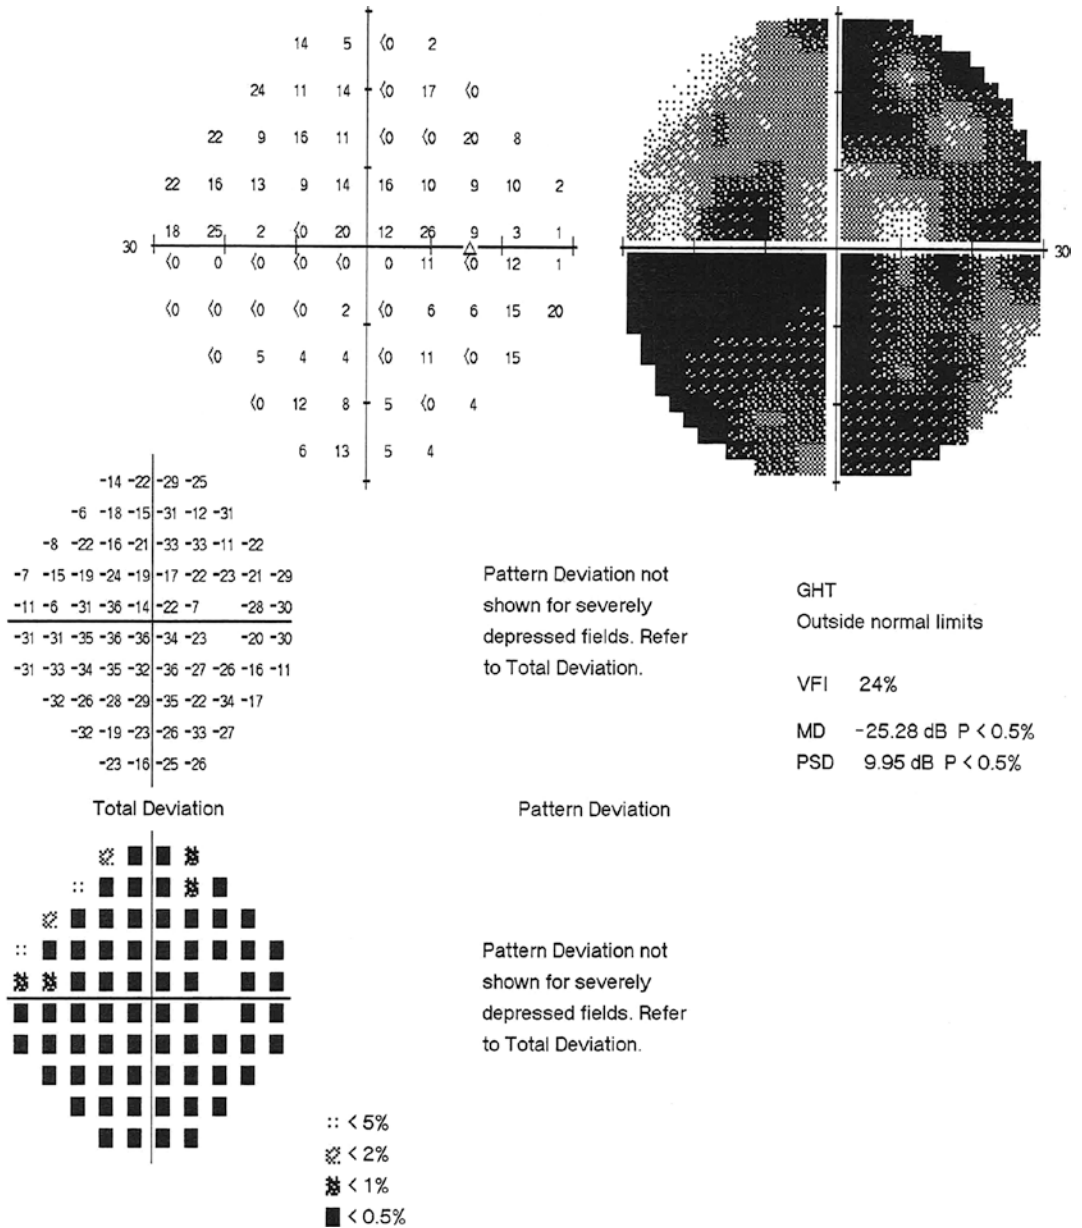 14 5 <0 2
24 11 14 <0 17 <0
22 9 16 11 <0 <0 20 8
22 16 13 9 14 16 10 9 10 2
18 25 2 <0 20 12 26 9 3 1
30 30
<0 0 <0 <0 <0 0 11 <0 12 1
<0 <0 <0 <0 2 <0 6 6 15 20
<0 5 4 4 <0 11 <0 15
<0 12 8 5 <0 4
6 13 5 4
-14 -22 -29 -25
-6 -18 -15 -31 -12 -31
-8 -22 -16 -21 -33 -33 -11 -22
-7 -15 -19 -24 -19 -17 -22 -23 -21 -29
-11 -6 -31 -36 -14 -22 -7 -28 -30
-31 -31 -35 -36 -36 -34 -23 -20 -30
-31 -33 -34 -35 -32 -36 -27 -26 -16 -11
-32 -26 -28 -29 -35 -22 -34 -17
-32 -19 -23 -26 -33 -27
-23 -16 -25 -26
Total Deviation
Pattern Deviation not
shown for severely
depressed fields. Refer
to Total Deviation.
Pattern Deviation
GHT
Outside normal limits
VFI 24%
MD -25.28 dB P < 0.5%
PSD 9.95 dB P < 0.5%
Pattern Deviation not
shown for severely
depressed fields. Refer
to Total Deviation.
< 5%
< 2%
< 1%
< 0.5%